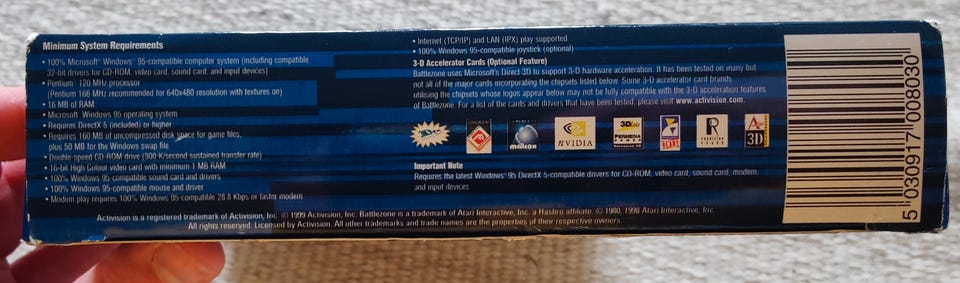 Minimum System Requirements
• 100% Microsoft® Windows® 95-compatible computer system (including compatible
32-bit drivers for CD-ROM, video card, sound card, and input devices)
• Pentium® 120 MHz processor
(Pentium® 166 MHz recommended for 640x480 resolution with textures on)
• 16 MB of RAM
• Microsoft® Windows 95 operating system
• Requires DirectX 5 (included) or higher
• Requires 160 MB of uncompressed disk space for game files,
plus 50 MB for the Windows swap file
• Double-speed CD-ROM drive (300 K/second sustained transfer rate)
• 16-bit High Colour video card with minimum 1 MB RAM
• 100% Windows 95-compatible sound card and drivers
• 100% Windows 95-compatible mouse and driver
• Modem play requires 100% Windows 95-compatible 28.8 Kbps or faster modem
• Internet (TCP/IP) and LAN (IPX) play supported
• 100% Windows 95-compatible joystick (optional)
3-D Accelerator Cards (Optional Feature)
Battlezone uses Microsoft's Direct 3D to support 3-D hardware acceleration. It has been tested on many but
not all of the major cards incorporating the chipsets listed below. Some 3-D accelerator card brands
utilising the chipsets whose logos appear below may not be fully compatible with the 3-D acceleration features
of Battlezone. For a list of the cards and drivers that have been tested, please visit www.activision.com.
ATI
matrox
NVIDIA
3Dlabs
PERMEDIA
POWERED
HEART
3D
Important Note
Requires the latest Windows® 95 DirectX 5-compatible drivers for CD-ROM, video card, sound card, modem
and input devices
Activision is a registered trademark of Activision, Inc. © 1999 Activision, Inc. Battlezone is a trademark of Atari Interactive, Inc. a Hasbro affiliate. © 1980, 1998 Atari Interactive, Inc.
All rights reserved. Licensed by Activision. All other trademarks and trade names are the properties of their respective owners.
5 030917 008030